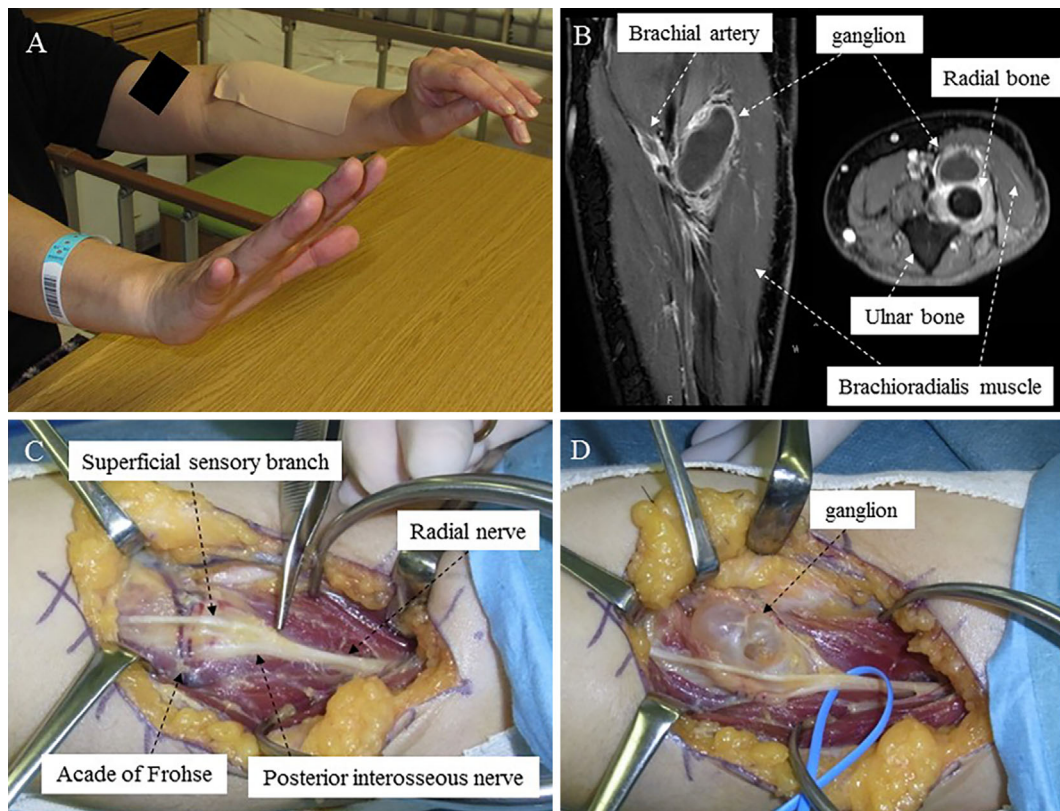 A
B
Brachial artery
ganglion
Radial bone
Ulnar bone
Brachioradialis muscle
F
C
Superficial sensory branch
Radial nerve
Acade of Frohse
Posterior interosseous nerve
D
ganglion